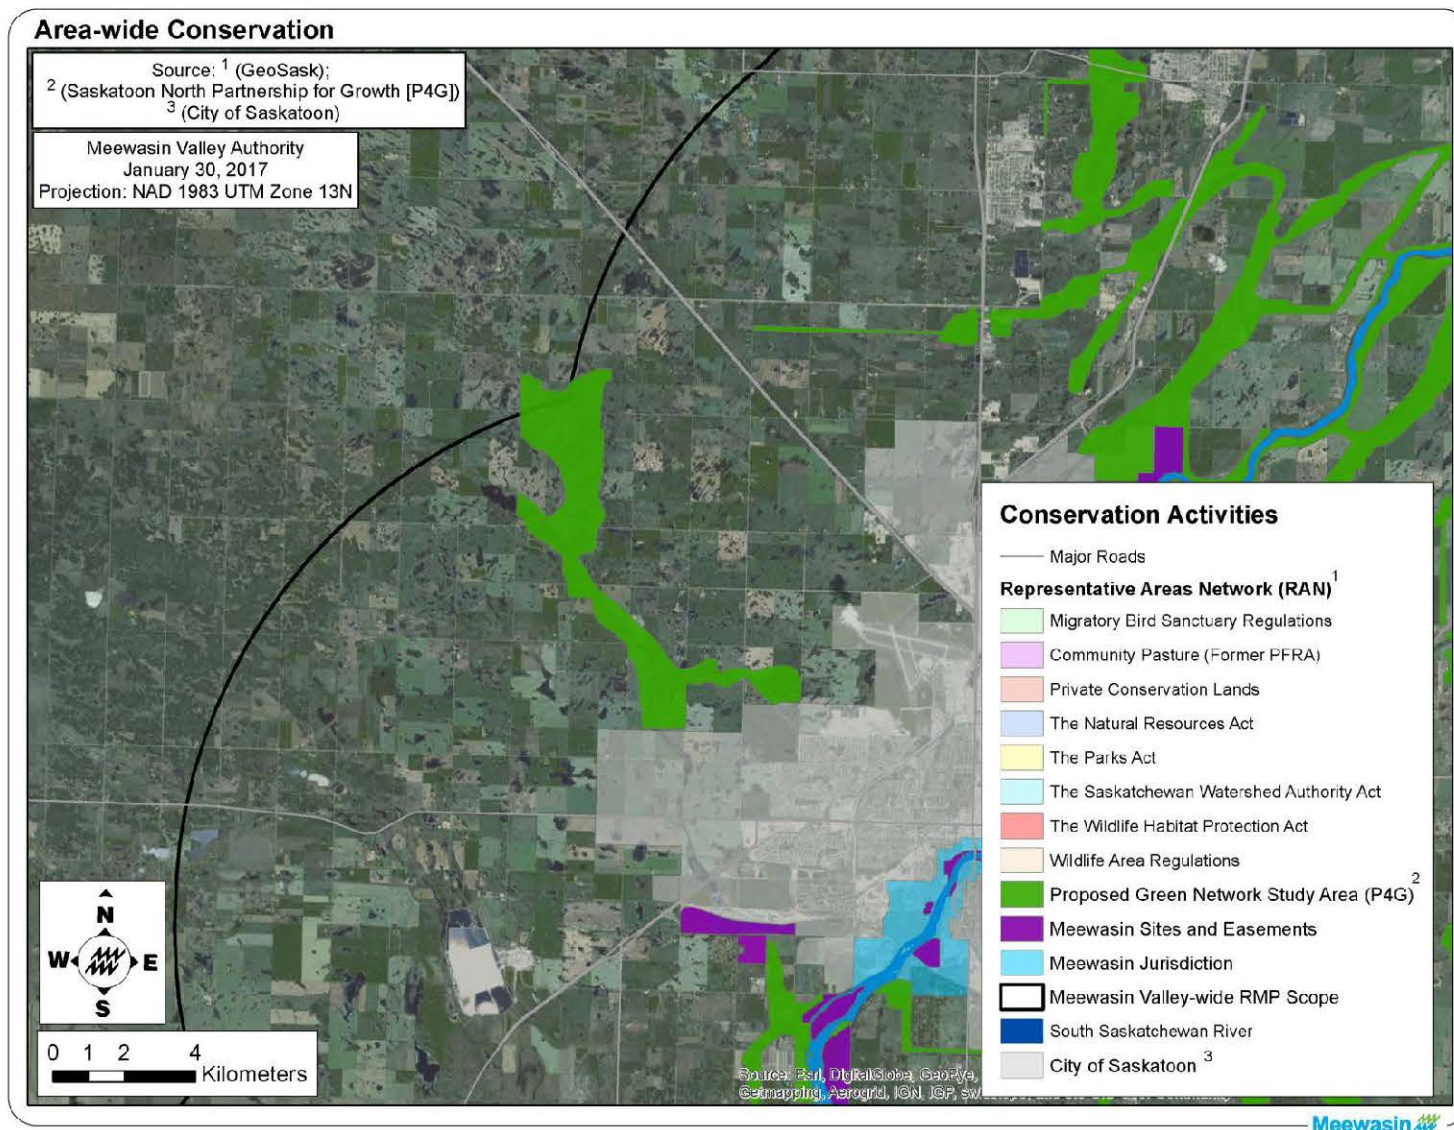 Area-wide Conservation
Source: 1 (GeoSask);
2 (Saskatoon North Partnership for Growth [P4G])
3 (City of Saskatoon)
Meewasin Valley Authority
January 30, 2017
Projection: NAD 1983 UTM Zone 13N
Conservation Activities
Major Roads
Representative Areas Network (RAN)1
Migratory Bird Sanctuary Regulations
Community Pasture (Former PFRA)
Private Conservation Lands
The Natural Resources Act
The Parks Act
The Saskatchewan Watershed Authority Act
The Wildlife Habitat Protection Act
Wildlife Area Regulations
Proposed Green Network Study Area (P4G)2
Meewasin Sites and Easements
Meewasin Jurisdiction
Meewasin Valley-wide RMP Scope
South Saskatchewan River
City of Saskatoon 3
N
W E
S
0 1 2 4
Kilometers
Source: Esri, DigitalGlobe, GeoEye,
Getmapping, Aerogrid, IGN, IGP,
Meewasin